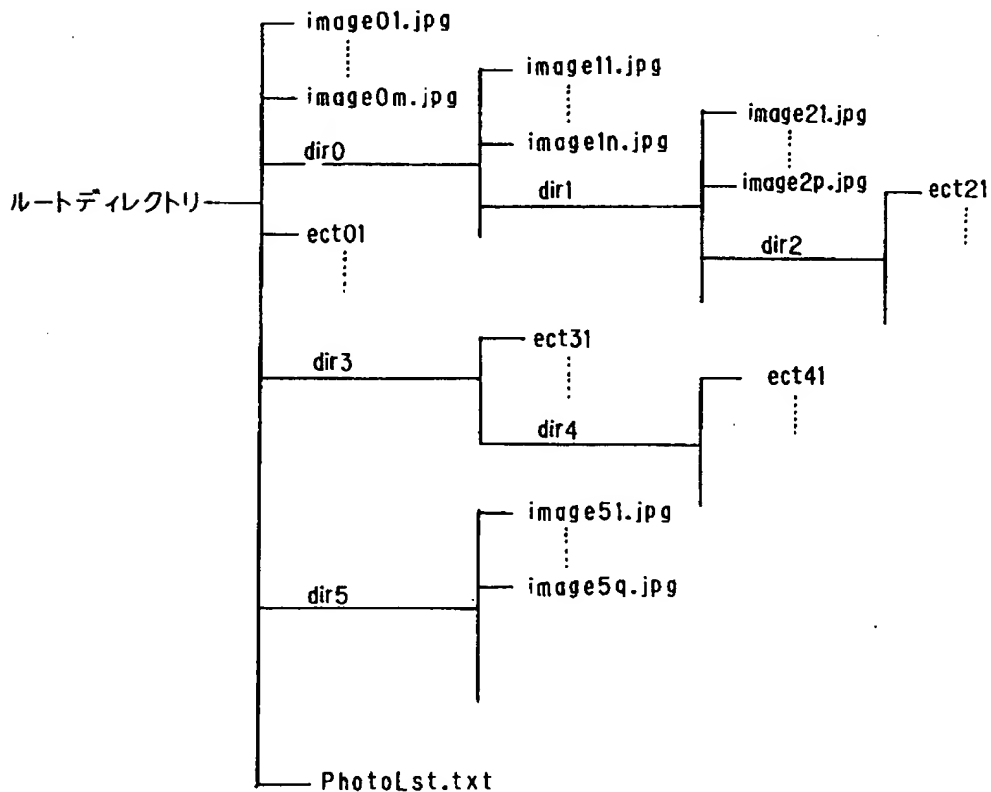 image01.jpg
image0m.jpg
dir0
image11.jpg
image1n.jpg
dir1
image21.jpg
image2p.jpg
dir2
ect21
ルートディレクトリ
ect01
dir3
ect31
dir4
ect41
dir5
image51.jpg
image5q.jpg
PhotoLst.txt